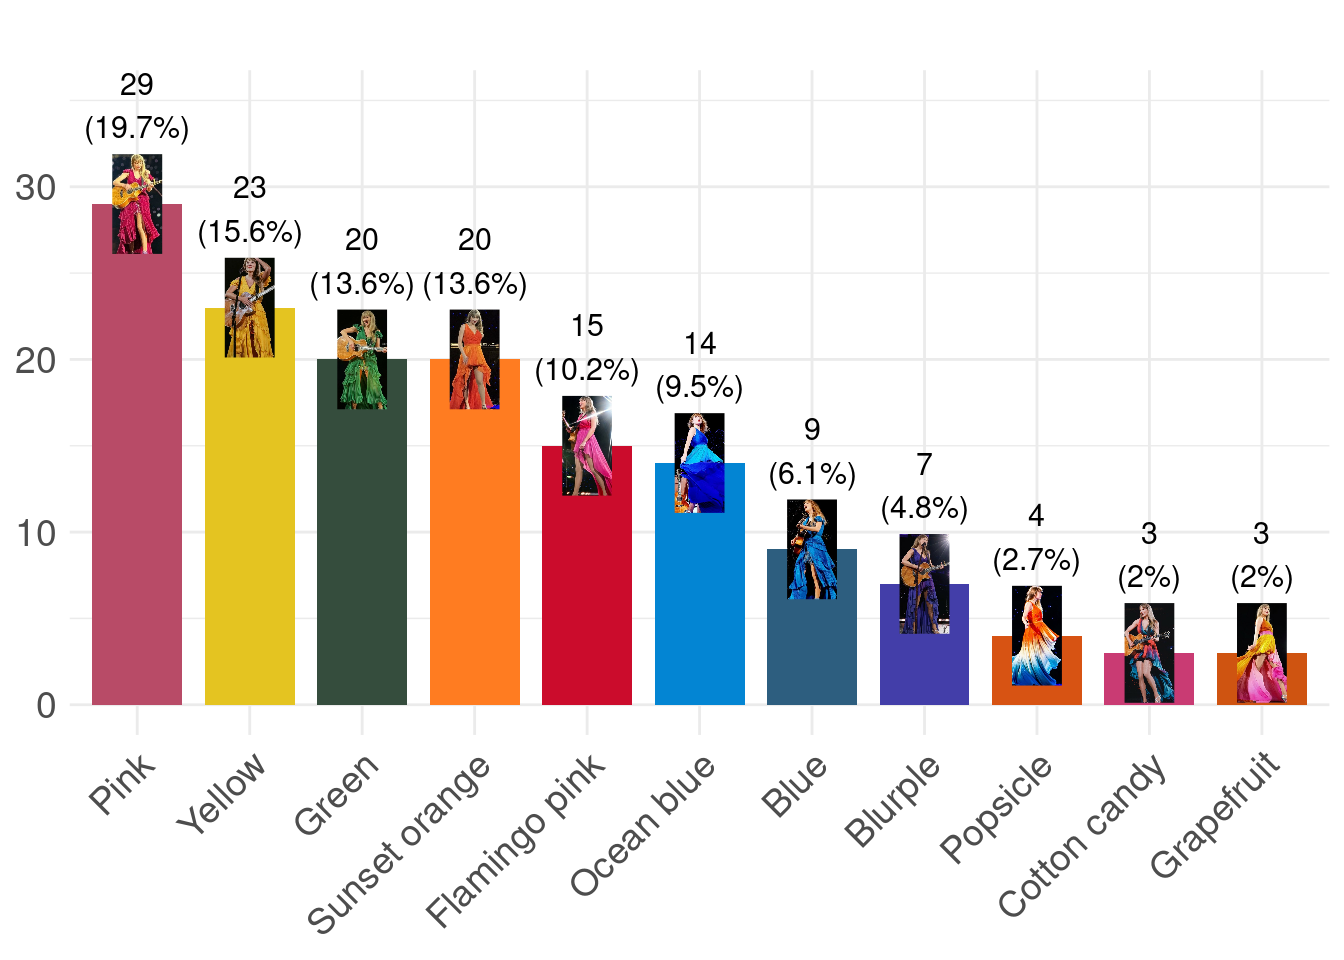 29
(19.7%)
23
(15.6%)
20
(13.6%)
20
(13.6%)
15
(10.2%)
14
(9.5%)
9
(6.1%)
7
(4.8%)
4
(2.7%)
3
(2%)
3
(2%)
30
20
10
0
Pink
Yellow
Green
Sunset orange
Flamingo pink
Ocean blue
Blue
Blurple
Popsicle
Cotton candy
Grapefruit